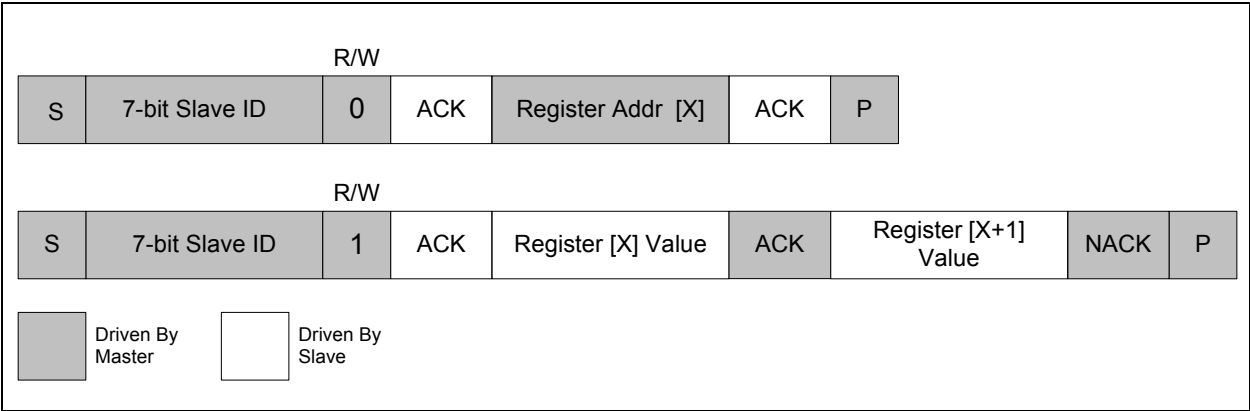 R/W
S 7-bit Slave ID 0 ACK Register Addr [X] ACK P
R/W
S 7-bit Slave ID 1 ACK Register [X] Value ACK Register [X+1] Value NACK P
Driven By
Master
Driven By
Slave